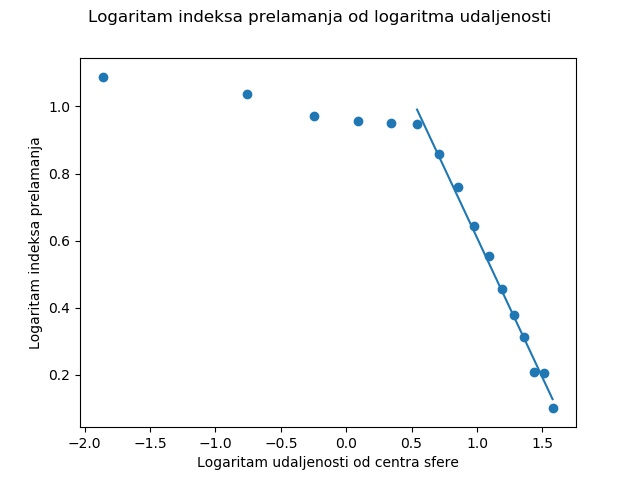 Logaritam indeksa prelamanja od logaritma udaljenosti
Logaritam indeksa prelamanja
1.0
0.8
0.6
0.4
0.2
−2.0 −1.5 −1.0 −0.5 0.0 0.5 1.0 1.5
Logaritam udaljenosti od centra sfere